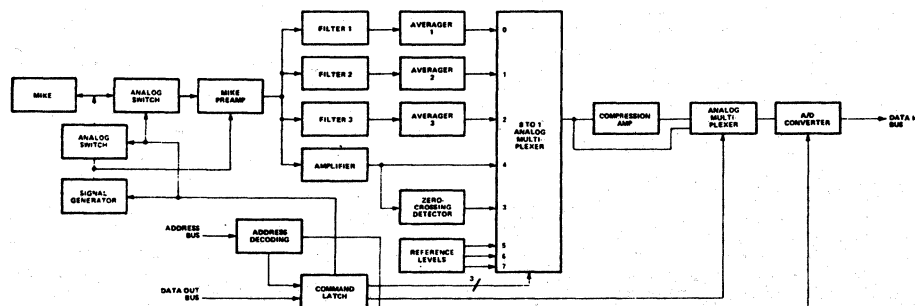 FILTER 1
AVERAGER
1
0
FILTER 2
AVERAGER
2
1
FILTER 3
AVERAGER
3
2
MIKE
ANALOG
SWITCH
MIKE
PREAMP
8 TO 1
ANALOG
MULTI-
PLEXER
COMPRESSION
AMP
ANALOG
MULTI-
PLEXER
A/D
CONVERTER
DATA
BUS
ANALOG
SWITCH
AMPLIFIER
4
SIGNAL
GENERATOR
ZERO-
CROSSING
DETECTOR
3
ADDRESS
BUS
ADDRESS
DECODING
REFERENCE
LEVELS
5
6
7
3
DATA OUT
BUS
COMMAND
LATCH